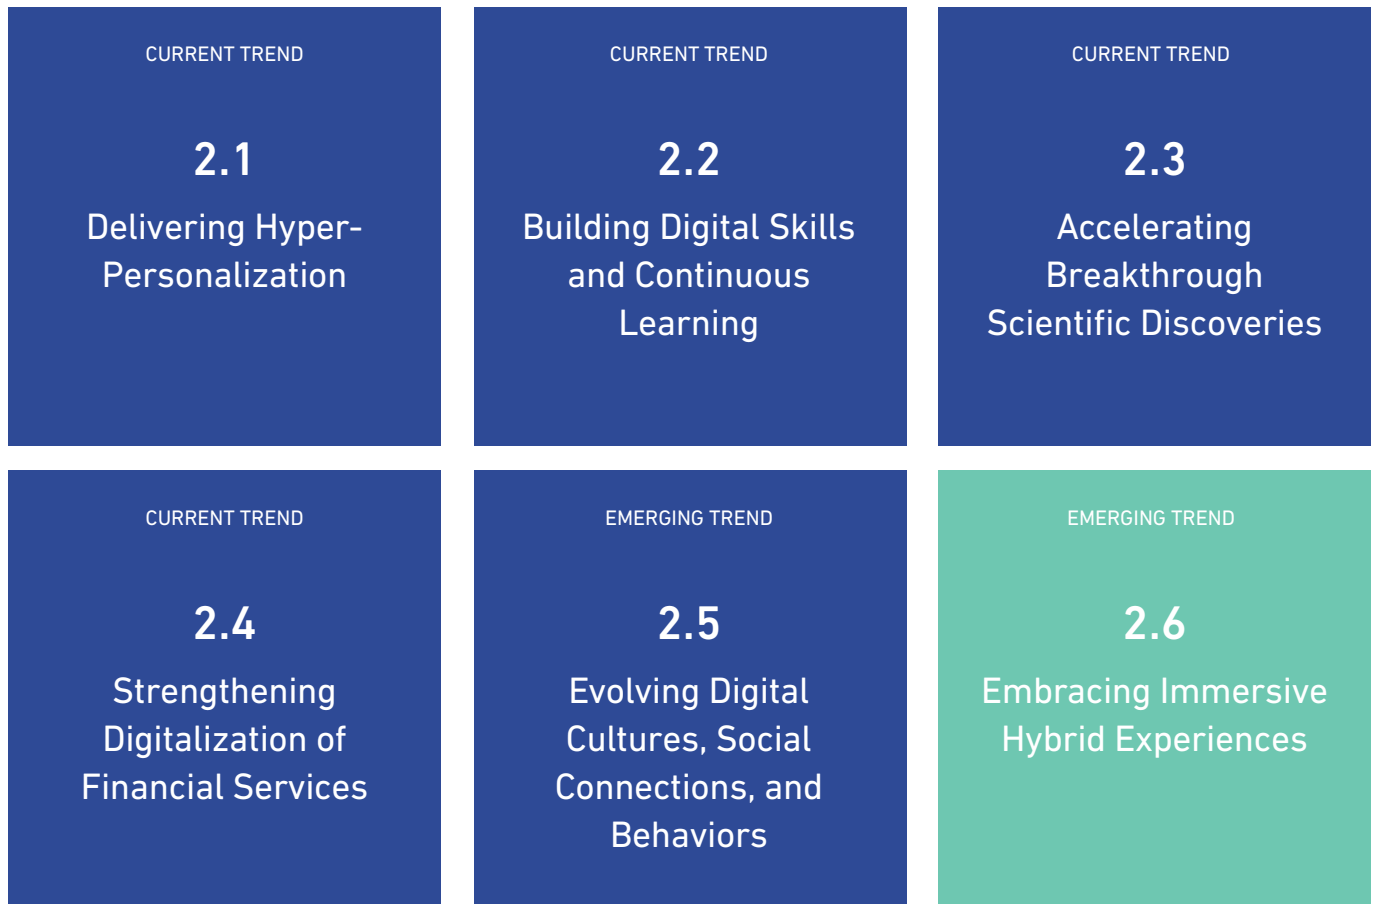 CURRENT TREND
2.1
Delivering Hyper-
Personalization
CURRENT TREND
2.2
Building Digital Skills
and Continuous
Learning
CURRENT TREND
2.3
Accelerating
Breakthrough
Scientific Discoveries
CURRENT TREND
2.4
Strengthening
Digitalization of
Financial Services
EMERGING TREND
2.5
Evolving Digital
Cultures, Social
Connections, and
Behaviors
EMERGING TREND
2.6
Embracing Immersive
Hybrid Experiences